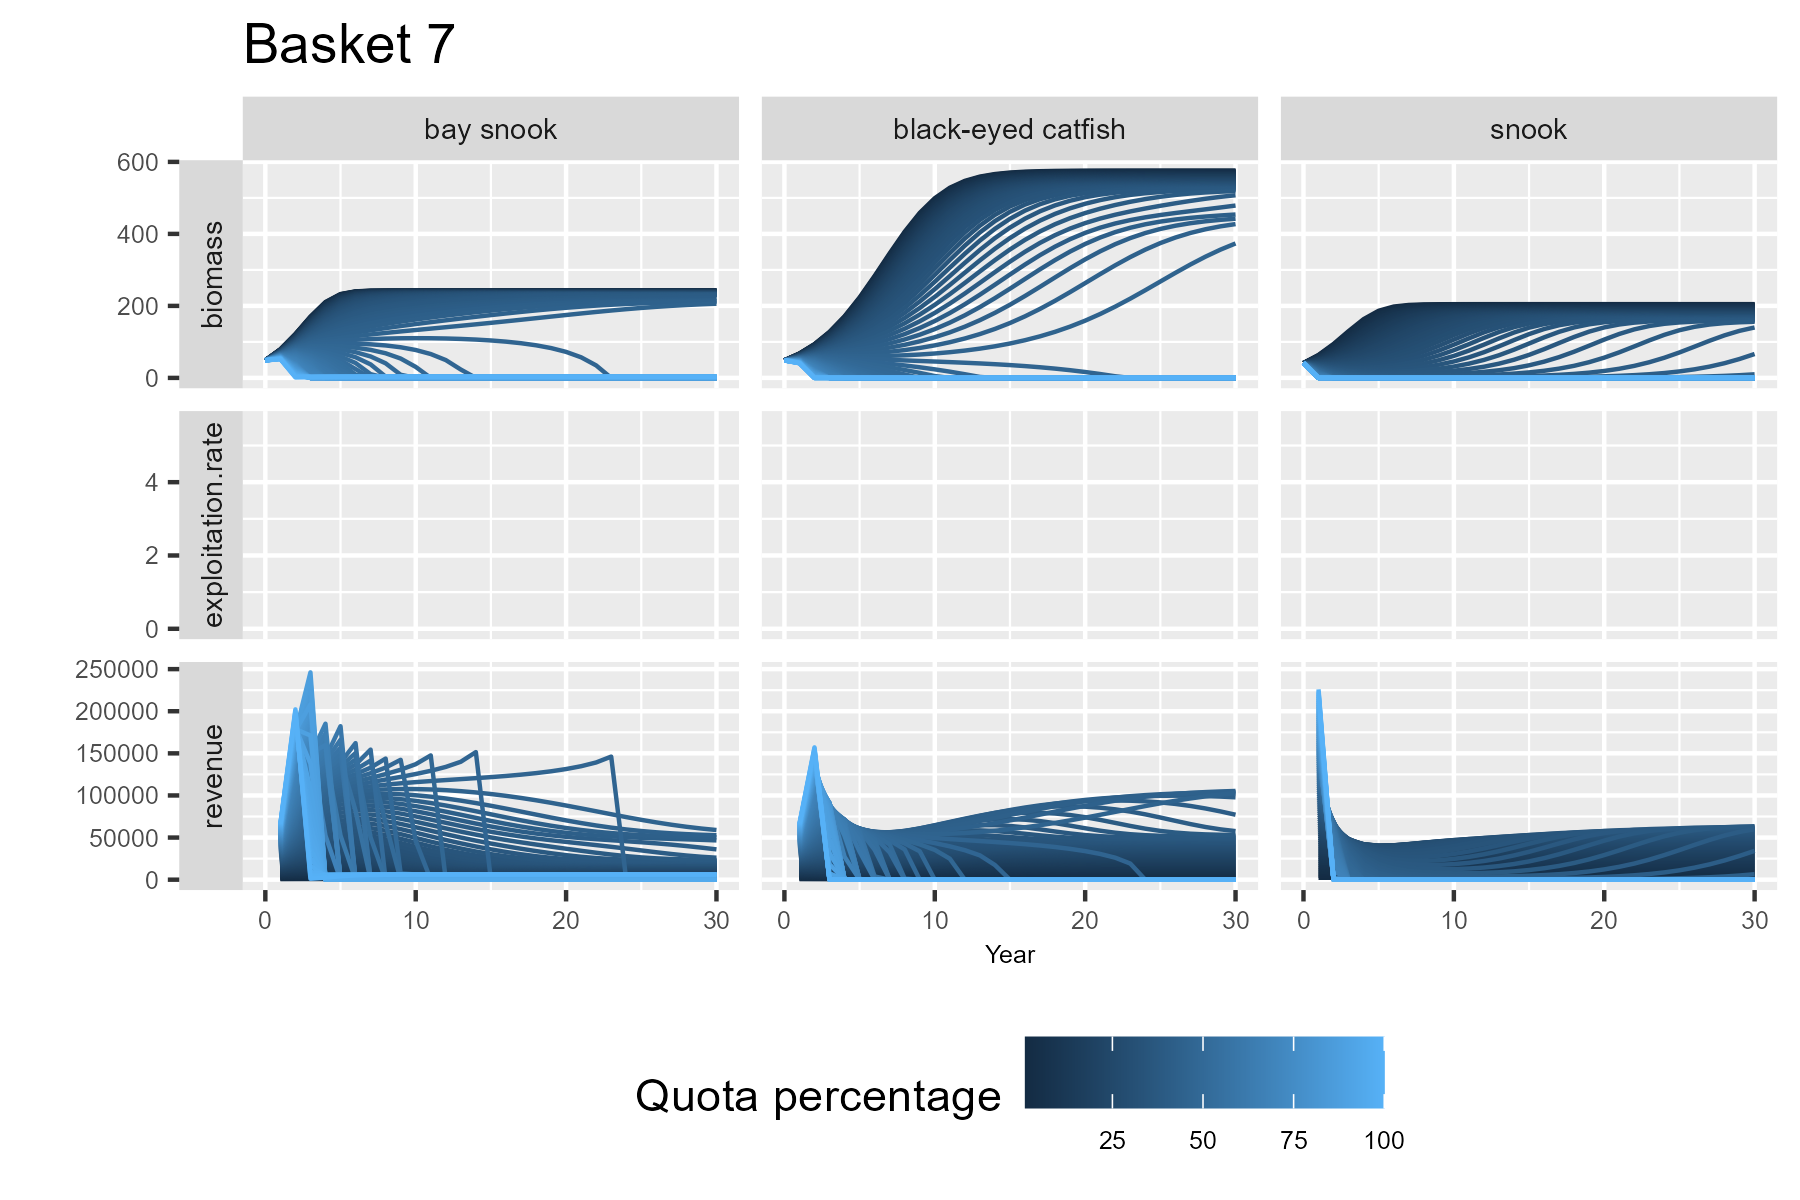 Basket 7
bay snook black-eyed catfish snook
biomass
600
400
200
0
exploitation.rate
4
2
0
revenue
250000
200000
150000
100000
50000
0
0 10 20 30 0 10 20 30 0 10 20 30
Year
Quota percentage
25 50 75 100